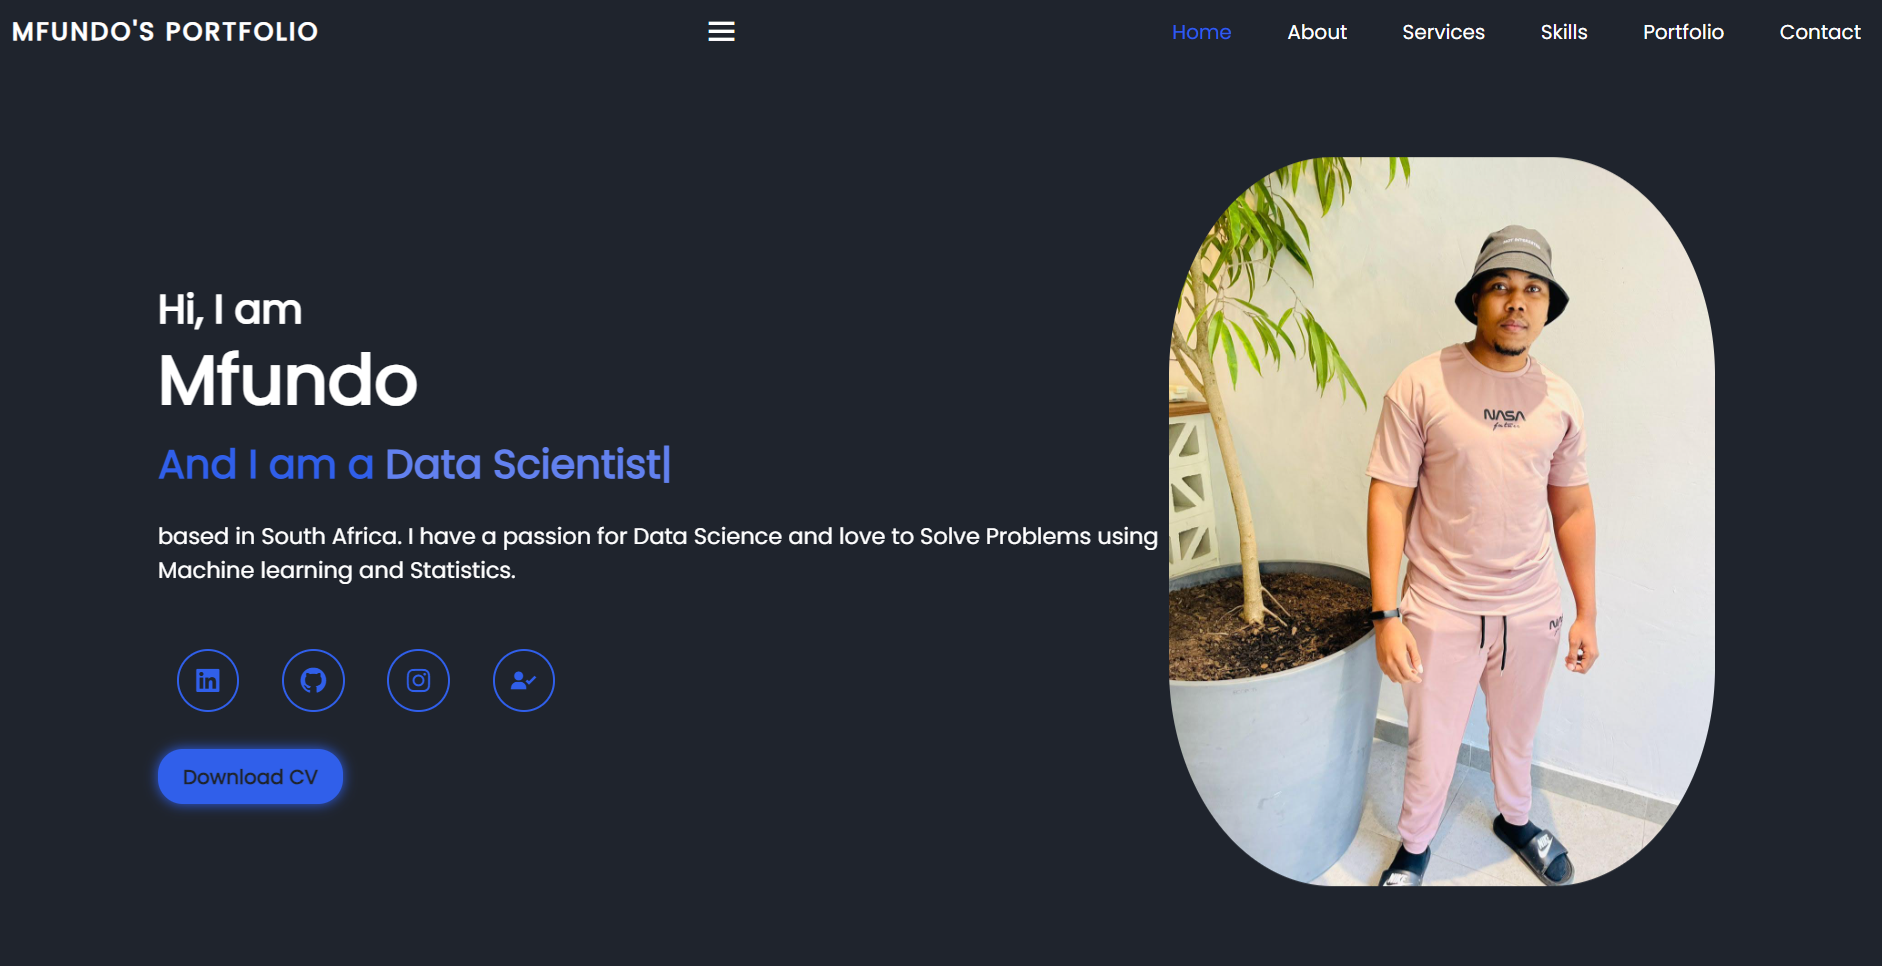 MFUNDO'S PORTFOLIO
Home About Services Skills Portfolio Contact
Hi, I am
Mfundo
And I am a Data Scientist|
based in South Africa. I have a passion for Data Science and love to Solve Problems using
Machine learning and Statistics.
in
Download CV
NASA